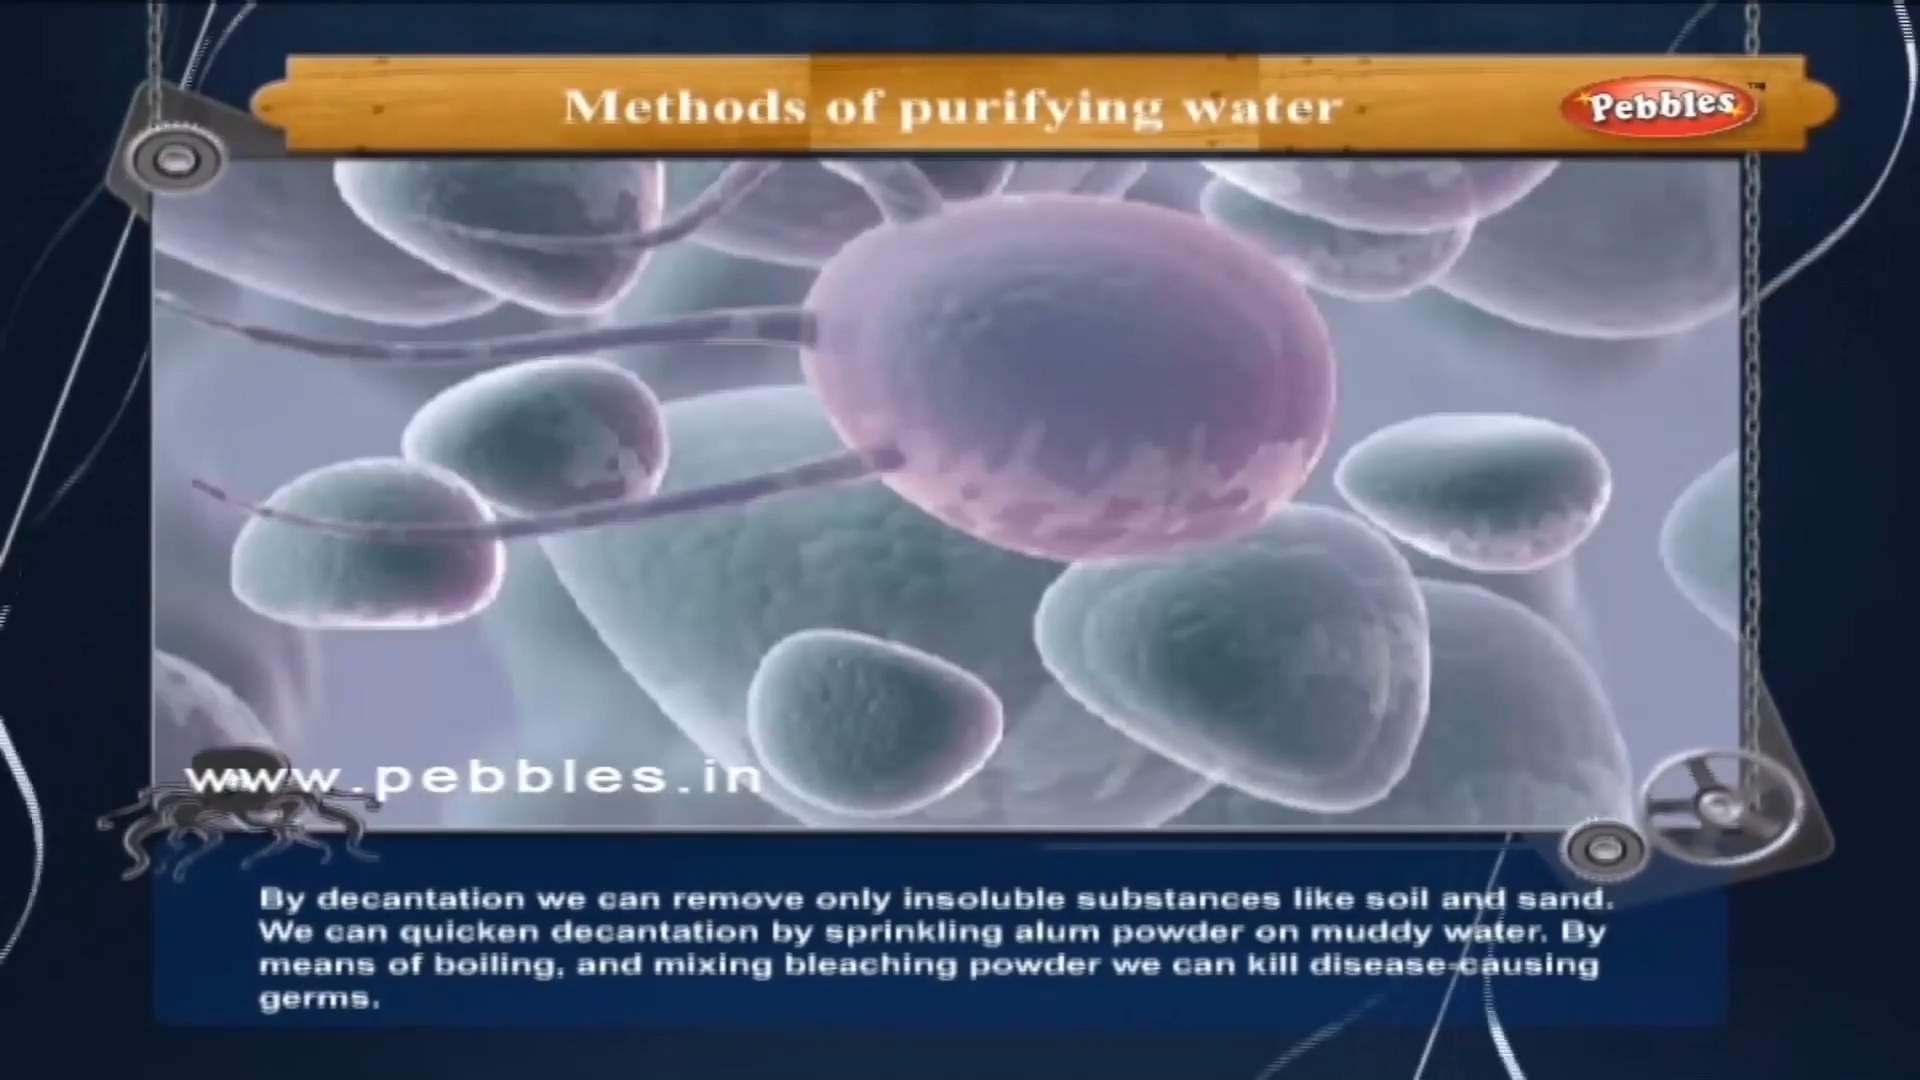 Methods of purifying water
Pebbles™
www.pebbles.in
By decantation we can remove only insoluble substances like soil and sand.
We can quicken decantation by sprinkling alum powder on muddy water. By
means of boiling, and mixing bleaching powder we can kill disease-causing
germs.